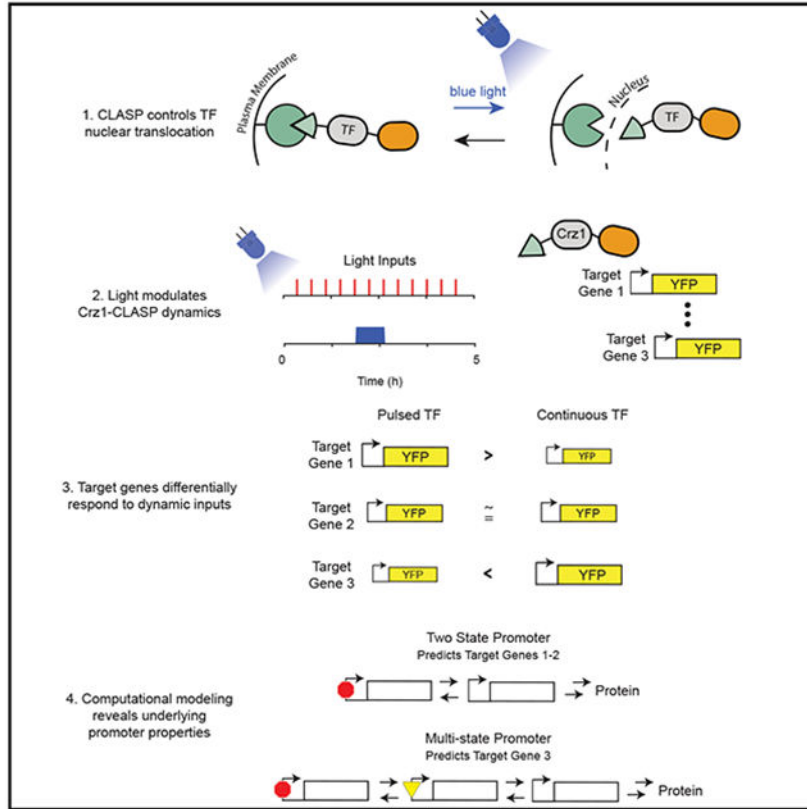 Plasma Membrane
blue light
Nucleus
1. CLASP controls TF
nuclear translocation
TF
TF
Crz1
Light Inputs
2. Light modulates
Crz1-CLASP dynamics
Target
Gene 1
YFP
Target
Gene 3
YFP
0
5
Time (h)
Pulsed TF
Continuous TF
Target
Gene 1
YFP
>
YFP
3. Target genes differentially
respond to dynamic inputs
Target
Gene 2
YFP
≅
YFP
Target
Gene 3
YFP
<
YFP
Two State Promoter
Predicts Target Genes 1-2
Protein
4. Computational modeling
reveals underlying
promoter properties
Multi-state Promoter
Predicts Target Gene 3
Protein